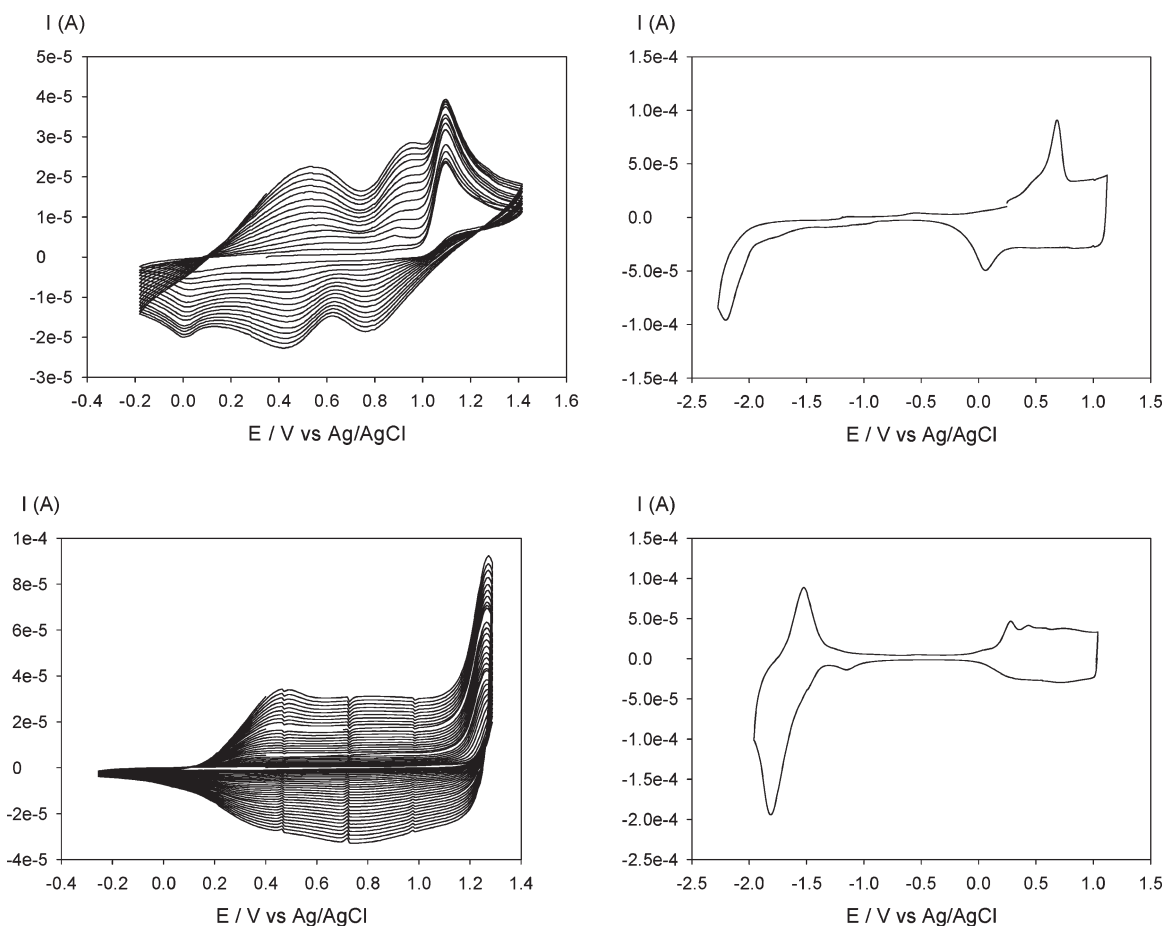 I (A)
5e-5
4e-5
3e-5
2e-5
1e-5
0
-1e-5
-2e-5
-3e-5
-0.4 -0.2 0.0 0.2 0.4 0.6 0.8 1.0 1.2 1.4 1.6
E / V vs Ag/AgCl
I (A)
1.5e-4
1.0e-4
5.0e-5
0.0
-5.0e-5
-1.0e-4
-1.5e-4
-2.5 -2.0 -1.5 -1.0 -0.5 0.0 0.5 1.0 1.5
E / V vs Ag/AgCl
I (A)
1e-4
8e-5
6e-5
4e-5
2e-5
0
-2e-5
-4e-5
-0.4 -0.2 0.0 0.2 0.4 0.6 0.8 1.0 1.2 1.4
E / V vs Ag/AgCl
I (A)
1.5e-4
1.0e-4
5.0e-5
0.0
-5.0e-5
-1.0e-4
-1.5e-4
-2.0e-4
-2.5e-4
-2.5 -2.0 -1.5 -1.0 -0.5 0.0 0.5 1.0 1.5
E / V vs Ag/AgCl